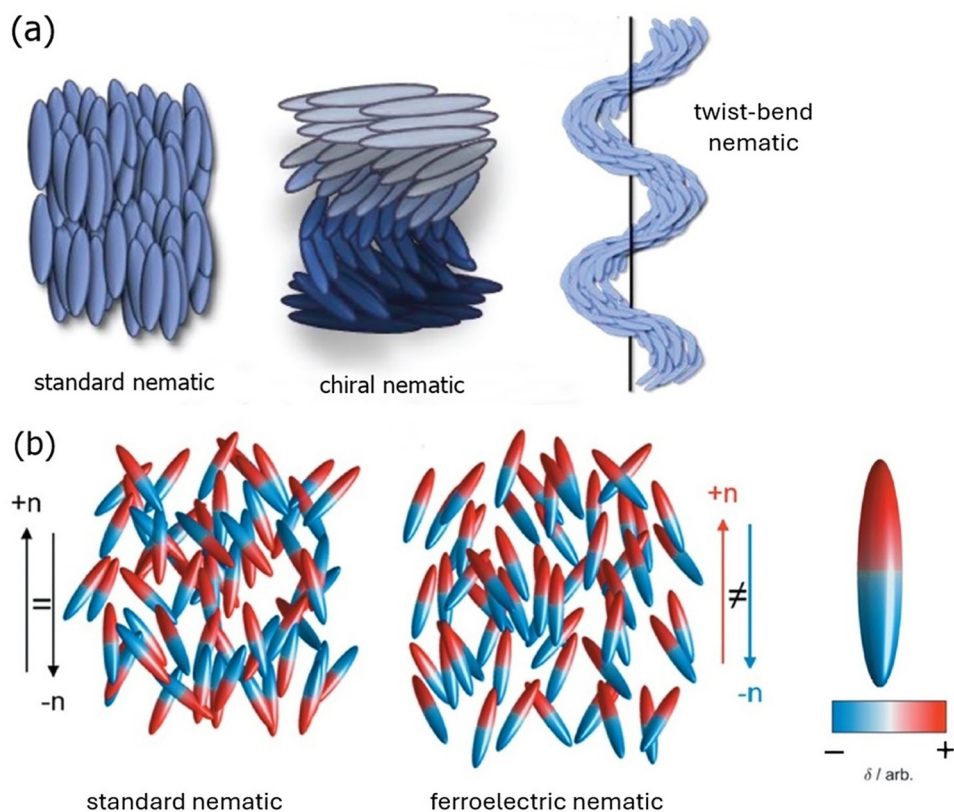 (a)
twist-bend
nematic
standard nematic
chiral nematic
(b)
+n
=
-n
+n
≠
-n
− +
δ / arb.
standard nematic
ferroelectric nematic